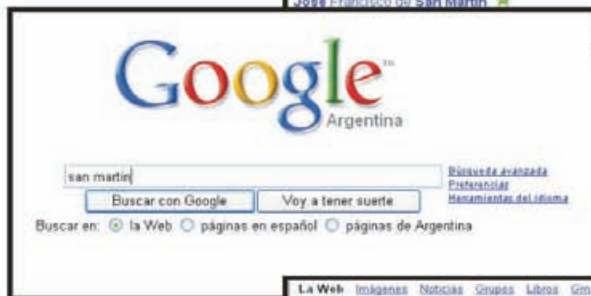 José Francisco de San Martín
Google™
Argentina
san martin
Búsqueda avanzada
Preferencias
Herramientas del idioma
Buscar con Google Voy a tener suerte
Buscar en: la Web páginas en español páginas de Argentina
La Web Imágenes Noticias Grupos Libros